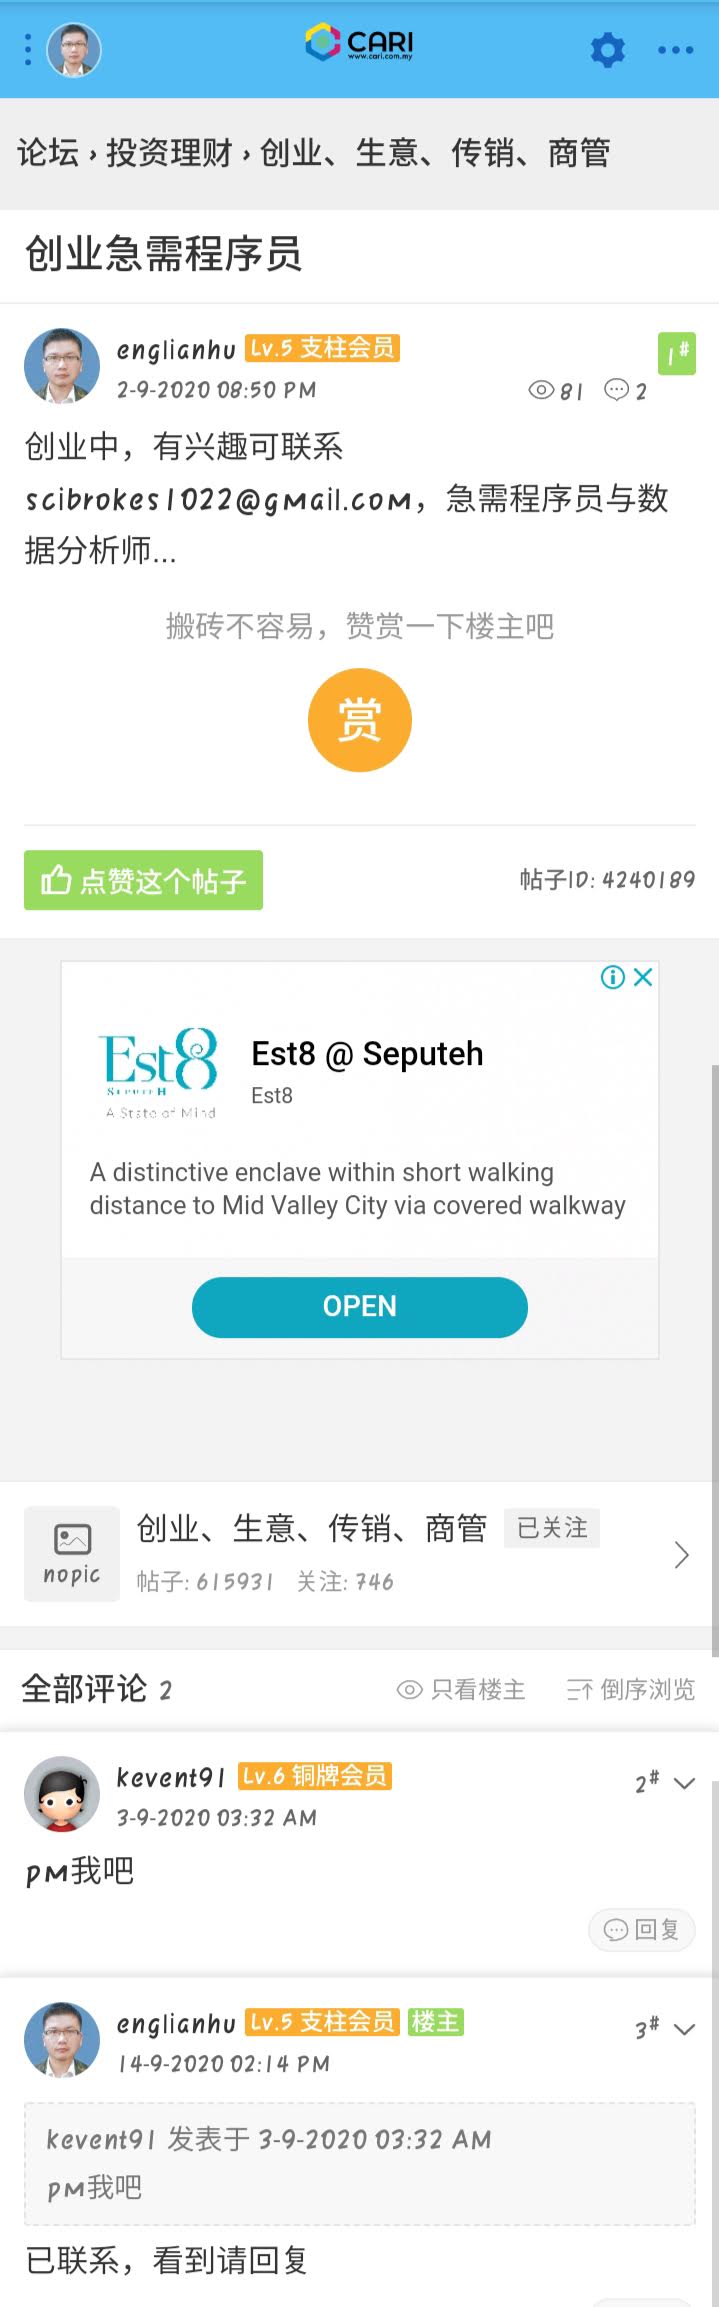 CARI
www.cari.com.my
论坛 › 投资理财 › 创业、生意、传销、商管
创业急需程序员
englianhu Lv.5 支柱会员
1#
2-9-2020 08:50 PM
81 2
创业中，有兴趣可联系
scibrokes1022@gmail.com，急需程序员与数
据分析师...
搬砖不容易，赞赏一下楼主吧
赏
点赞这个帖子
帖子ID: 4240189
Est8
SEPUTEH
A State of Mind
Est8 @ Seputeh
Est8
A distinctive enclave within short walking
distance to Mid Valley City via covered walkway
OPEN
nopic
创业、生意、传销、商管 已关注
帖子: 615931 关注: 746
全部评论 2
只看楼主 倒序浏览
kevent91 Lv.6 铜牌会员
2#
3-9-2020 03:32 AM
pm我吧
回复
englianhu Lv.5 支柱会员 楼主
3#
14-9-2020 02:14 PM
kevent91 发表于 3-9-2020 03:32 AM
pm我吧
已联系，看到请回复